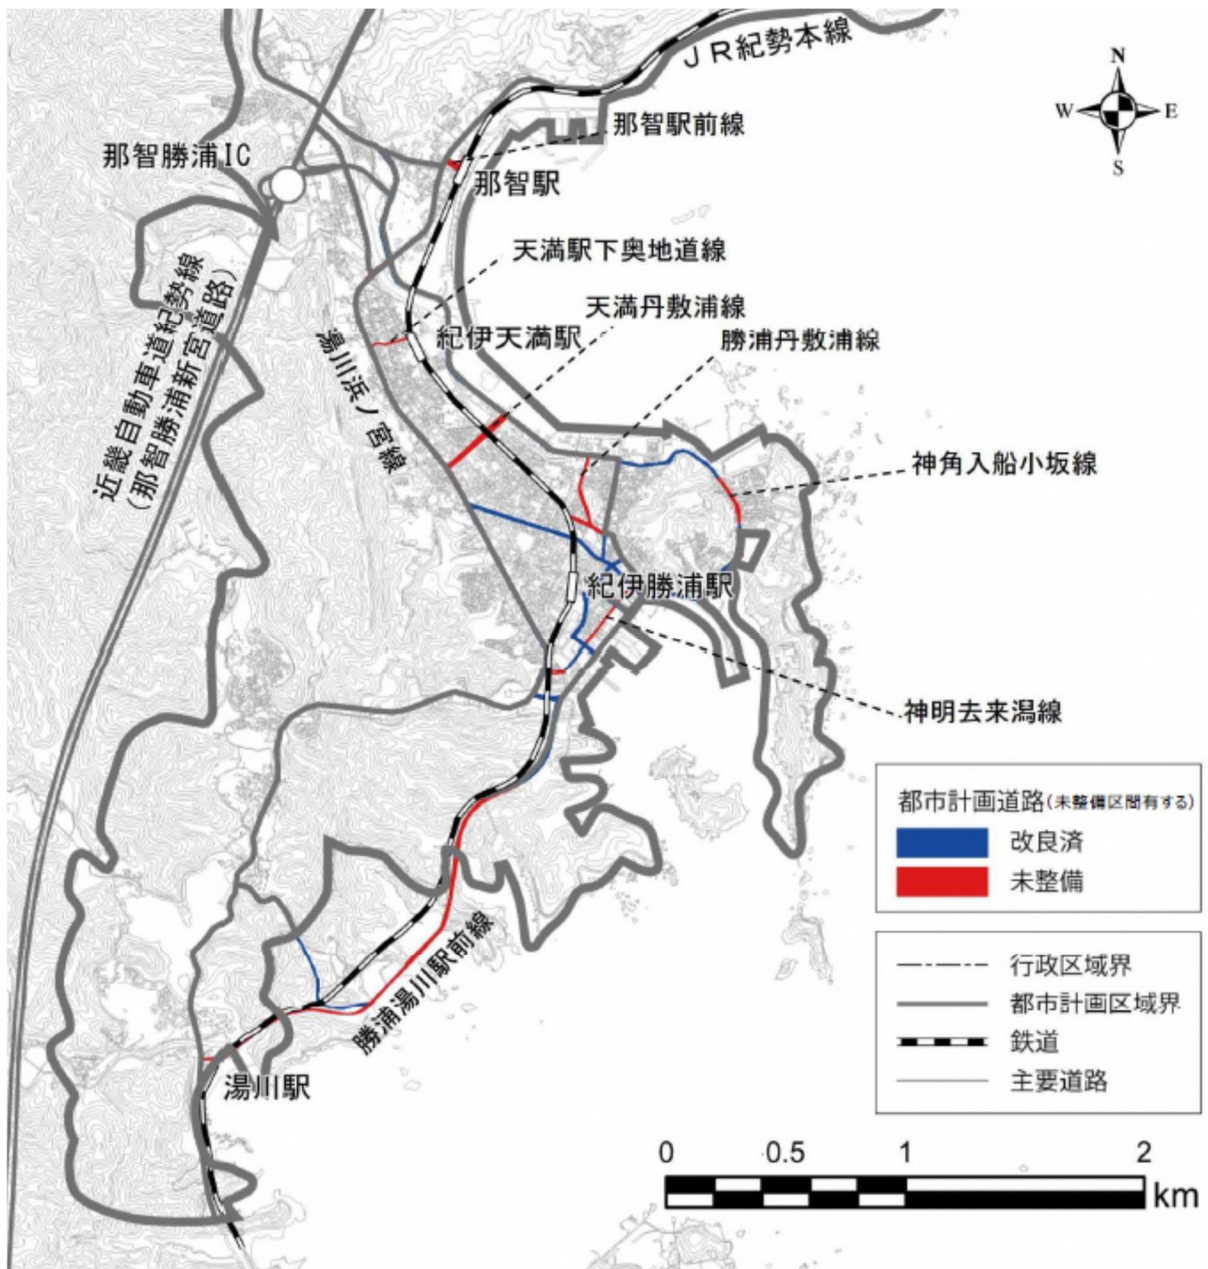 JR紀勢本線
N
W
E
S
那智駅前線
那智勝浦IC
那智駅
天満駅下奥地道線
天満丹敷浦線
紀伊天満駅
勝浦丹敷浦線
湯川浜ノ宮線
近畿自動車道紀勢線
(那智勝浦新宮道路)
神角入船小坂線
紀伊勝浦駅
神明去来潟線
都市計画道路(未整備区間有する)
改良済
未整備
勝浦湯川駅前線
行政区域界
都市計画区域界
鉄道
主要道路
湯川駅
0 0.5 1 2
km